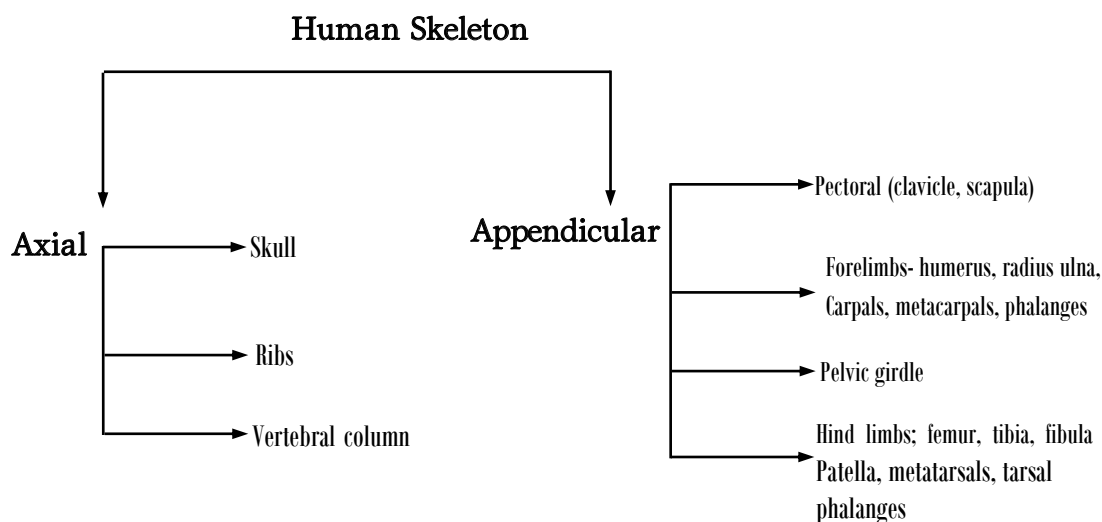 Human Skeleton
Axial
Skull
Ribs
Vertebral column
Appendicular
Pectoral (clavicle, scapula)
Forelimbs- humerus, radius ulna,
Carpals, metacarpals, phalanges
Pelvic girdle
Hind limbs; femur, tibia, fibula
Patella, metatarsals, tarsal
phalanges